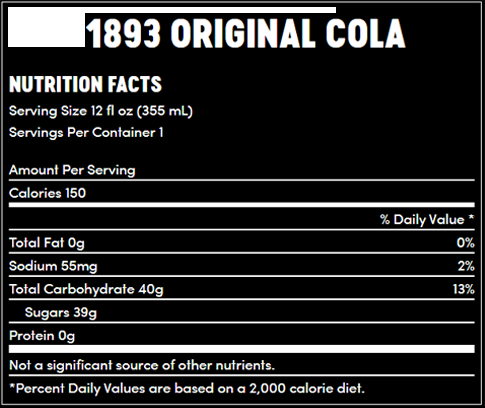 1893 ORIGINAL COLA
NUTRITION FACTS
Serving Size 12 fl oz (355 mL)
Servings Per Container 1
Amount Per Serving
Calories 150
% Daily Value *
Total Fat 0g 0%
Sodium 55mg 2%
Total Carbohydrate 40g 13%
Sugars 39g
Protein 0g
Not a significant source of other nutrients.
*Percent Daily Values are based on a 2,000 calorie diet.